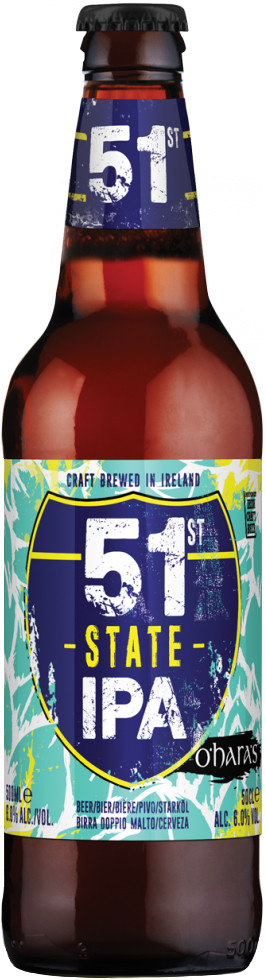 51ST
CRAFT BREWED IN IRELAND
51ST
- STATE -
IPA
O'HARA'S
500ML e
6.0% ALC./VOL.
50CL e
ALC. 6.0% VOL.
BEER/BIER/BIÈRE/PIVO/STARKÖL
BIRRA DOPPIO MALTO/CERVEZA